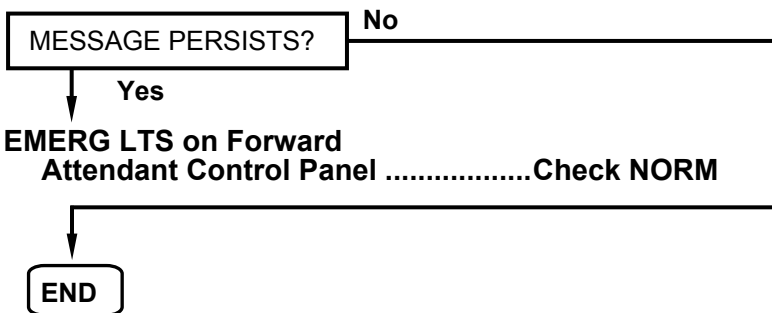 No
MESSAGE PERSISTS?
Yes
EMERG LTS on Forward
Attendant Control Panel ..................Check NORM
END